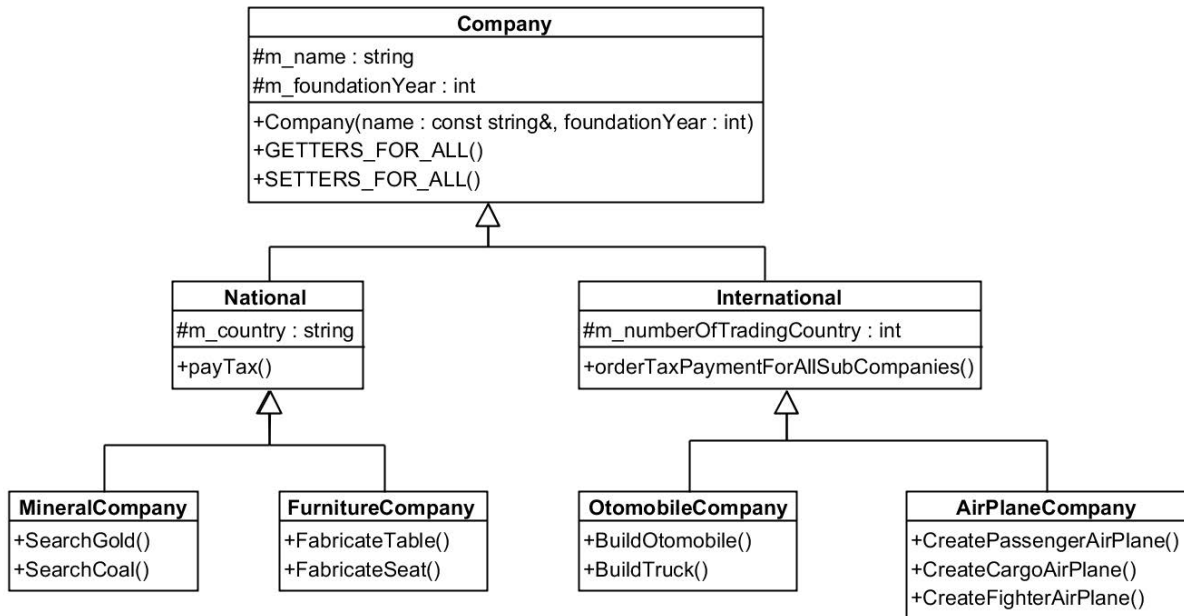 Company
#m_name : string
#m_foundationYear : int
+Company(name : const string&, foundationYear : int)
+GETTERS_FOR_ALL()
+SETTERS_FOR_ALL()
National
#m_country : string
+payTax()
International
#m_numberOfTradingCountry : int
+orderTaxPaymentForAllSubCompanies()
MineralCompany
+SearchGold()
+SearchCoal()
FurnitureCompany
+FabricateTable()
+FabricateSeat()
OtomobileCompany
+BuildOtomobile()
+BuildTruck()
AirPlaneCompany
+CreatePassengerAirPlane()
+CreateCargoAirPlane()
+CreateFighterAirPlane()